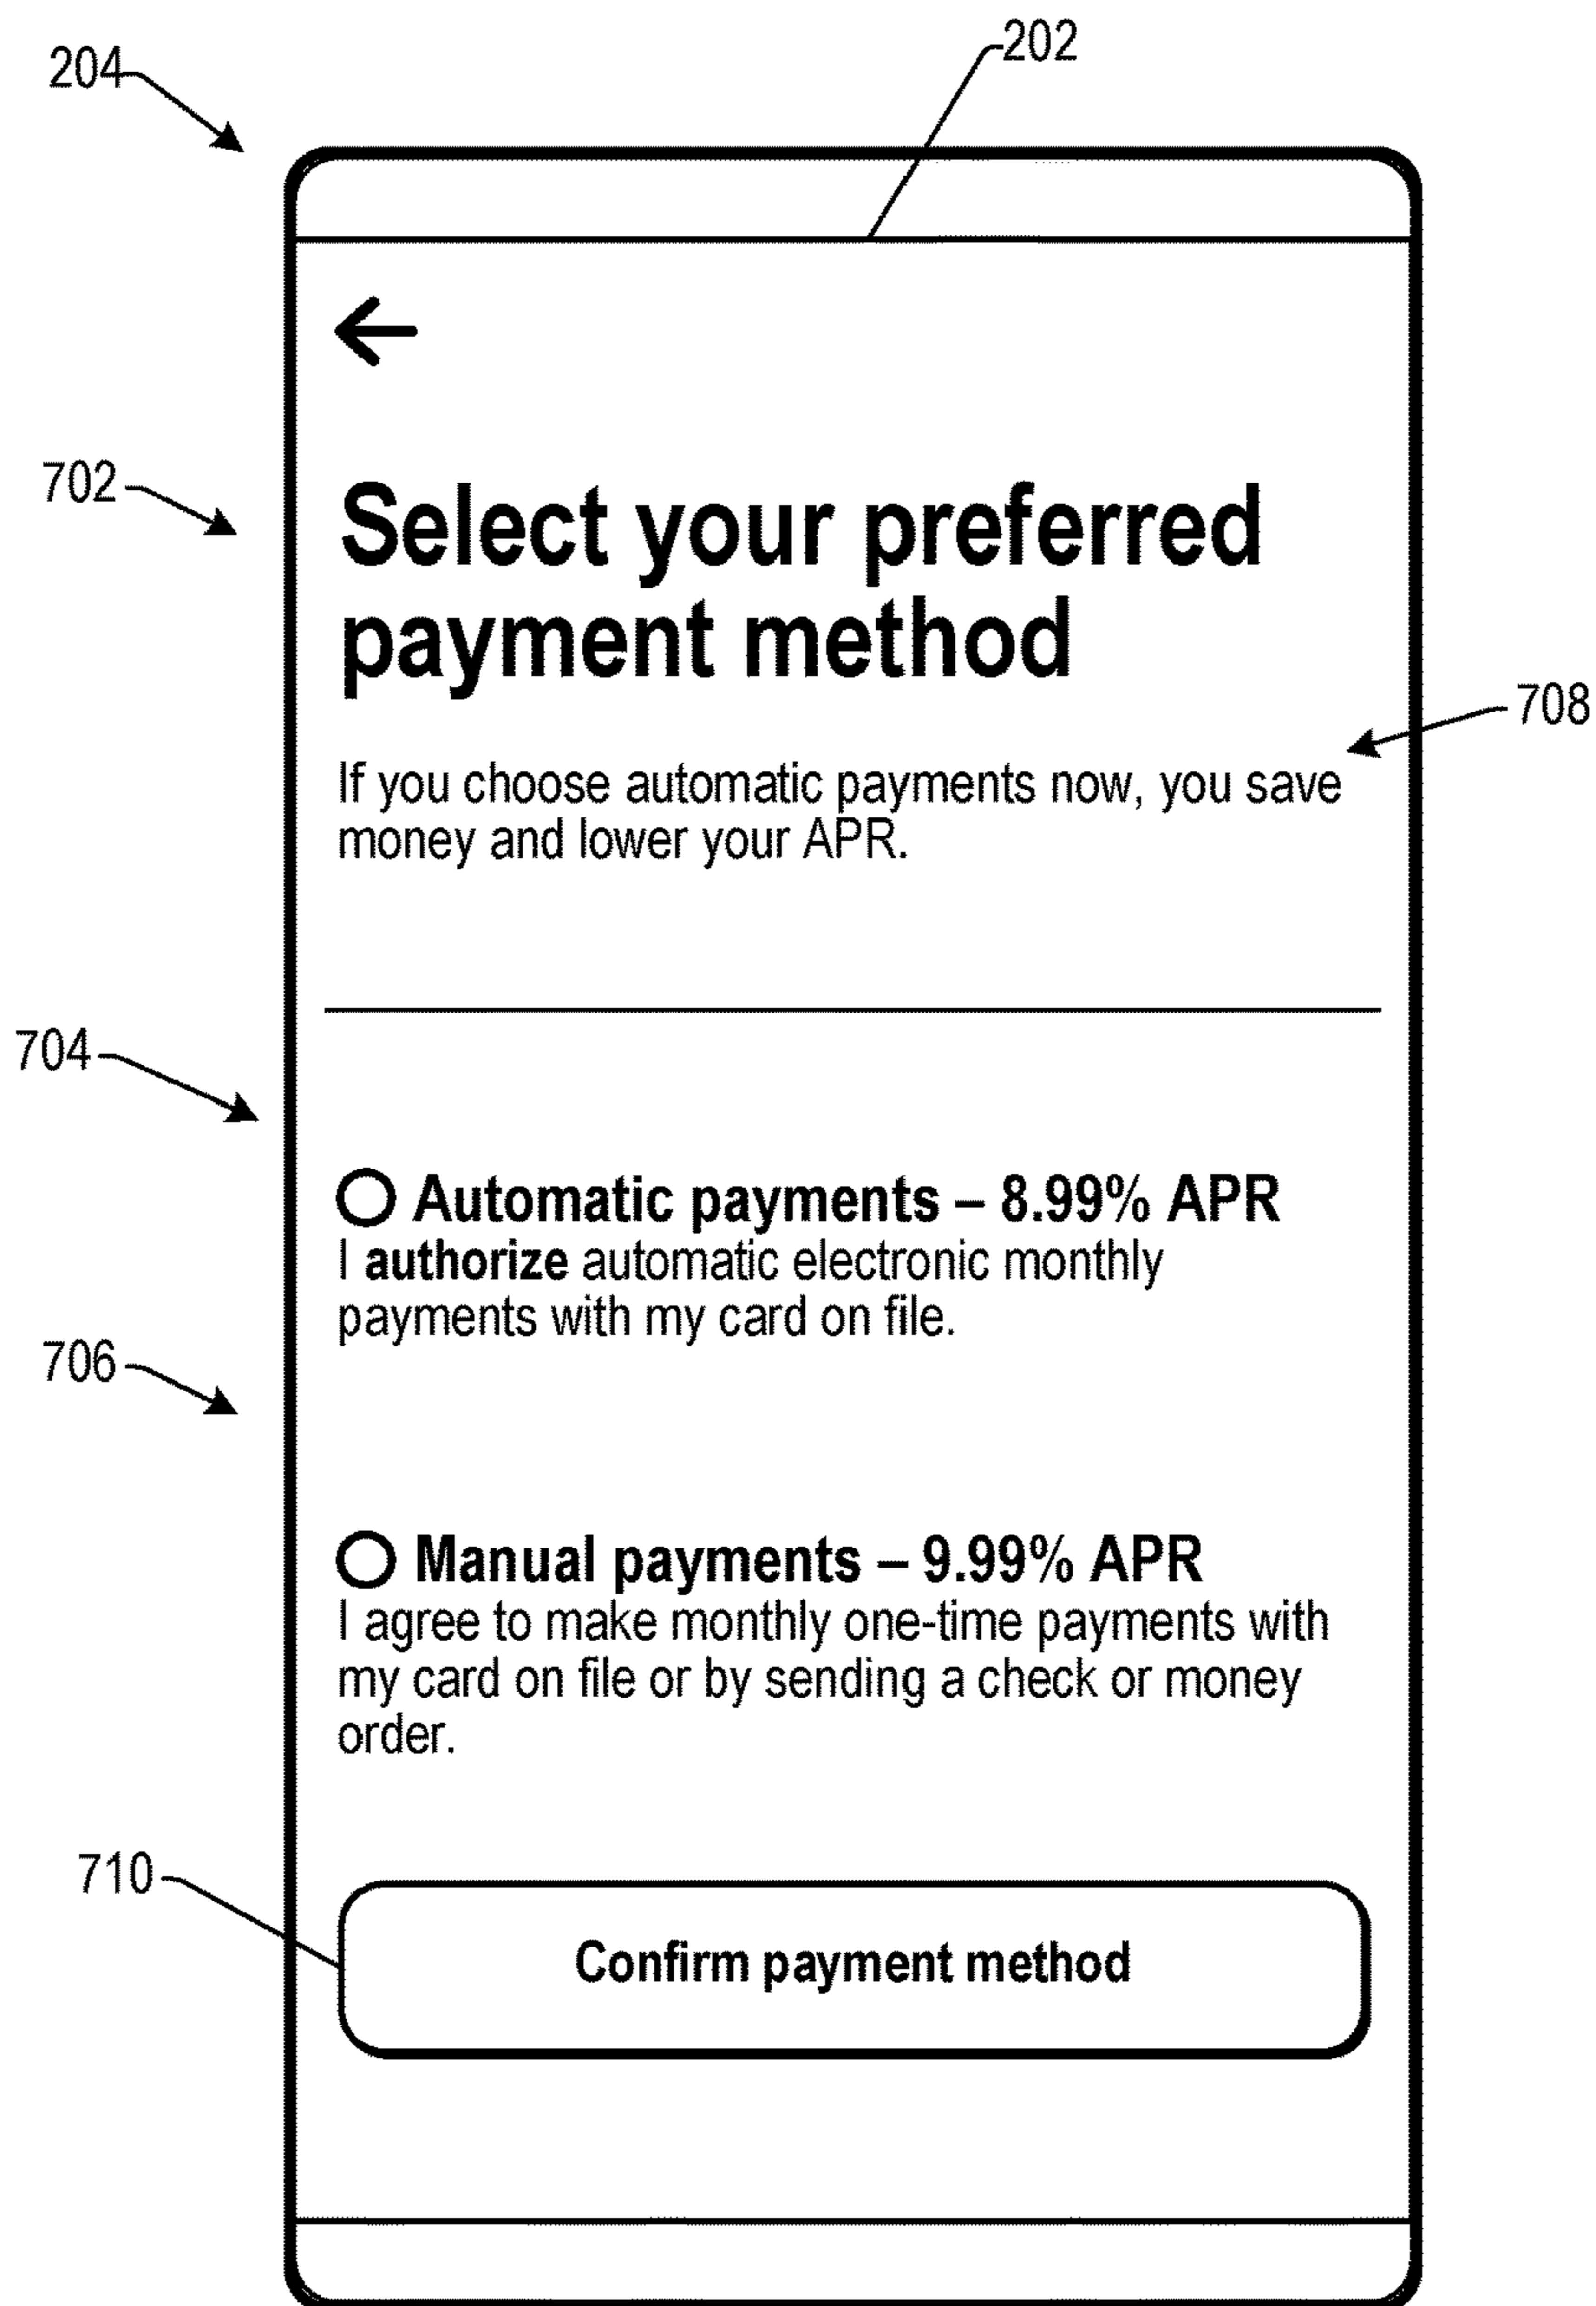 202
204
702
Select your preferred
payment method
708
If you choose automatic payments now, you save
money and lower your APR.
704
Automatic payments – 8.99% APR
I authorize automatic electronic monthly
payments with my card on file.
706
Manual payments – 9.99% APR
I agree to make monthly one-time payments with
my card on file or by sending a check or money
order.
710
Confirm payment method